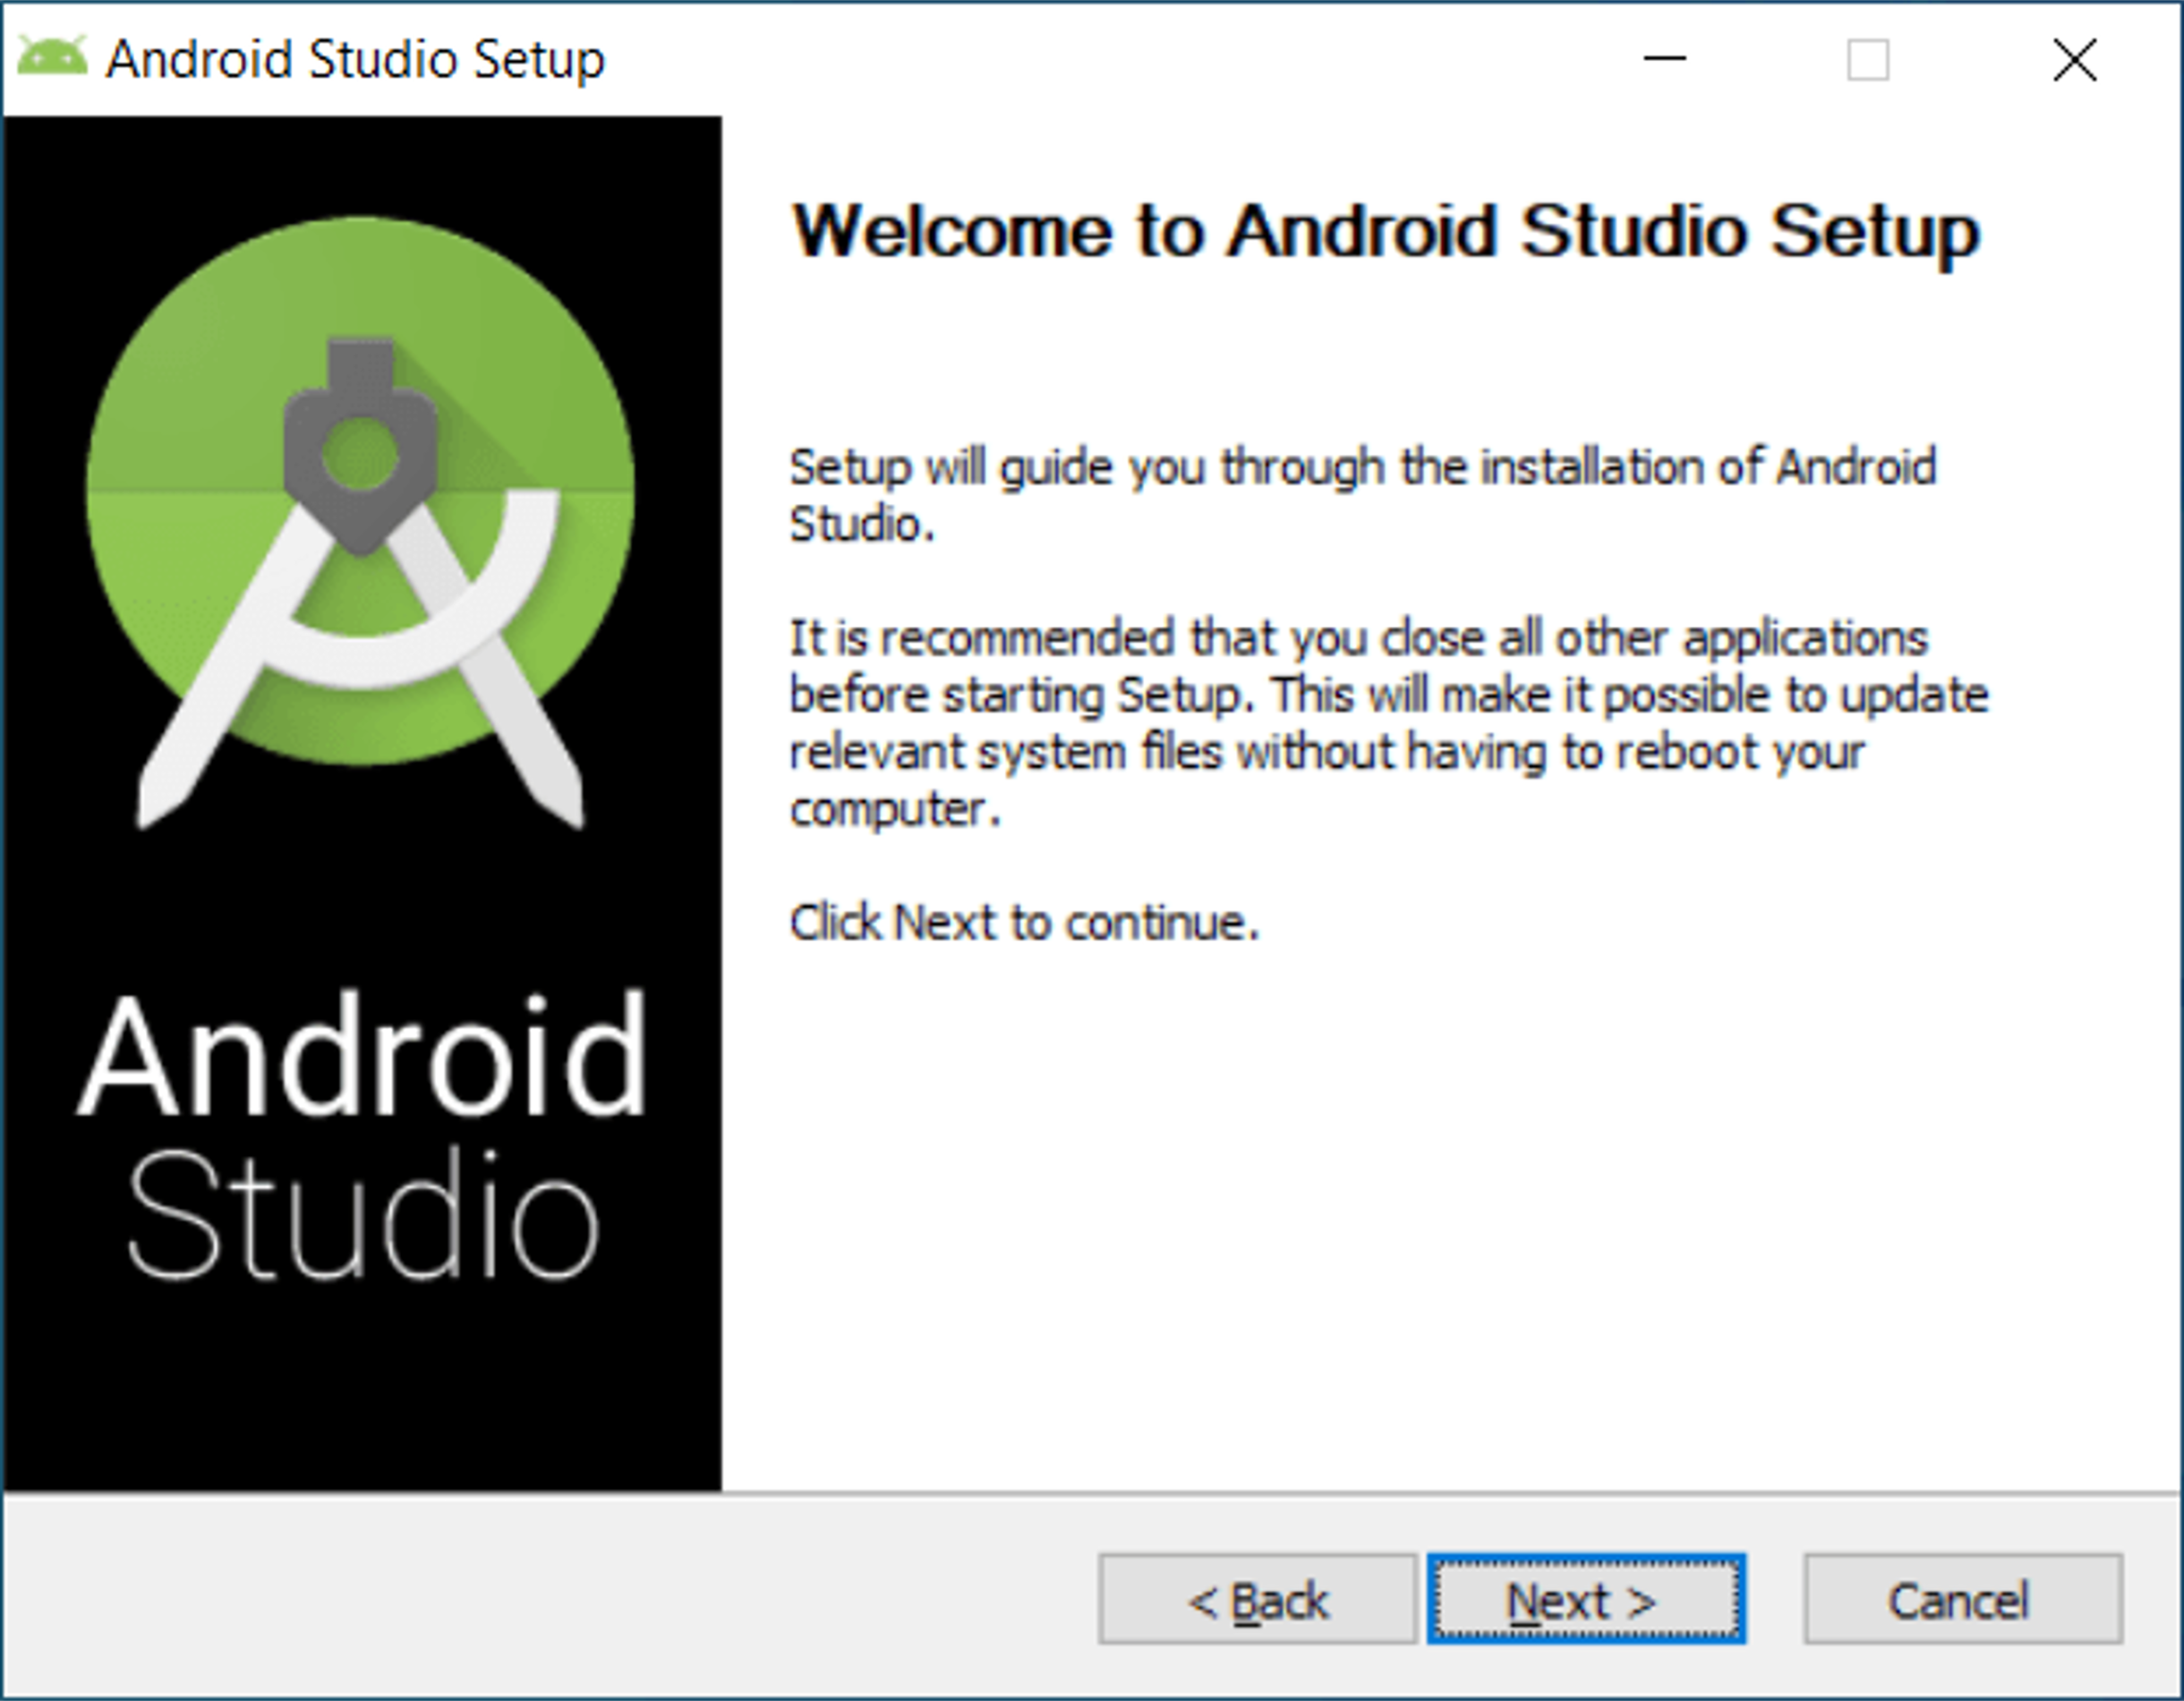 Android Studio Setup
Welcome to Android Studio Setup
Setup will guide you through the installation of Android
Studio.
It is recommended that you close all other applications
before starting Setup. This will make it possible to update
relevant system files without having to reboot your
computer.
Click Next to continue.
Android
Studio
< Back
Next >
Cancel